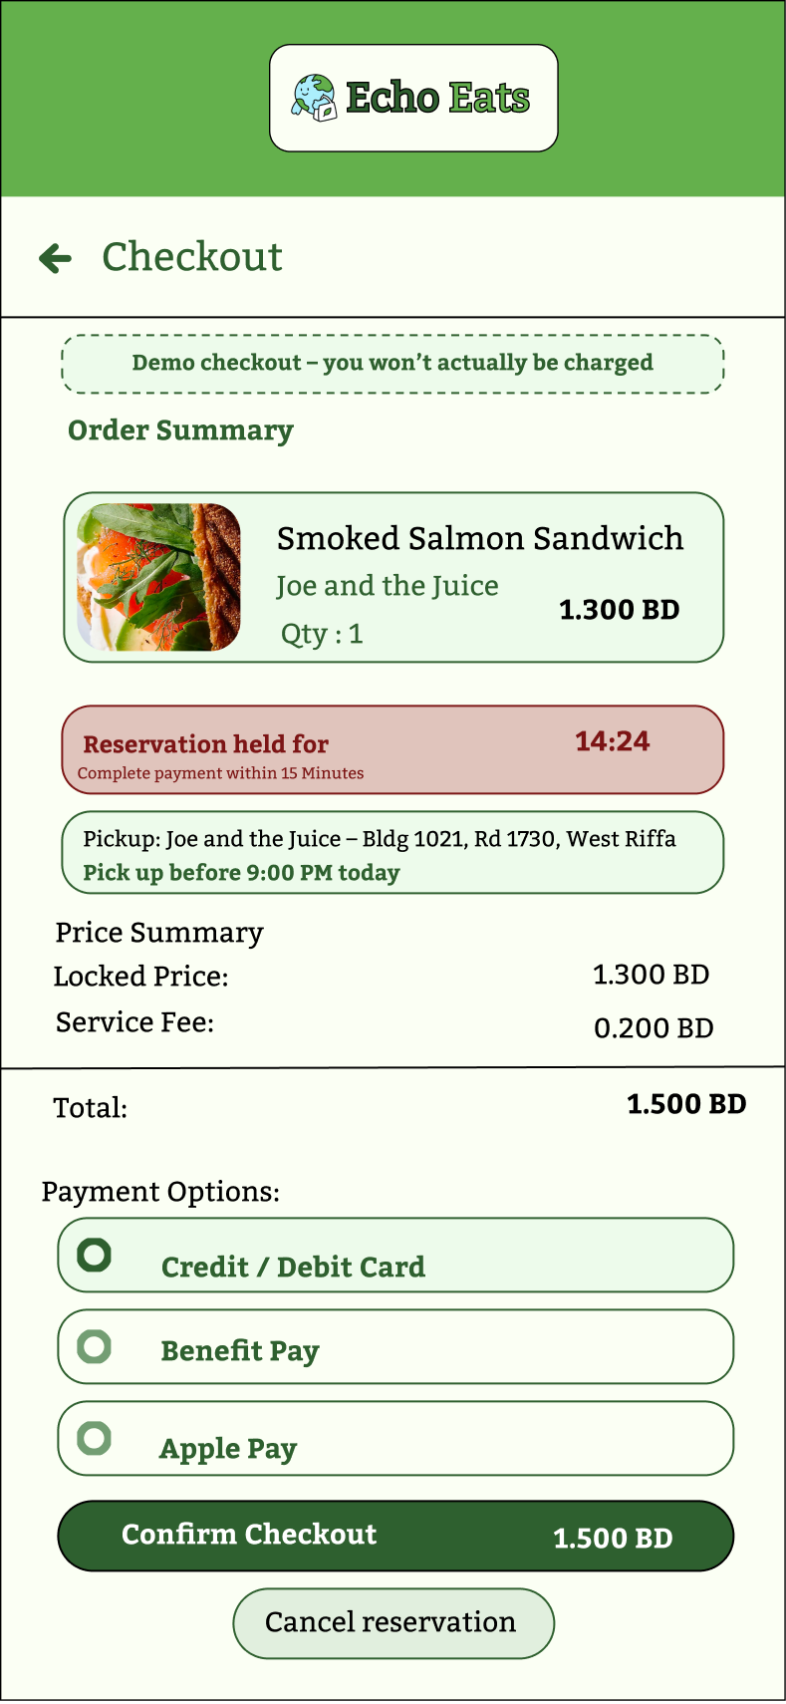 Echo Eats
Checkout
Demo checkout – you won’t actually be charged
Order Summary
Smoked Salmon Sandwich
Joe and the Juice
1.300 BD
Qty : 1
Reservation held for
14:24
Complete payment within 15 Minutes
Pickup: Joe and the Juice – Bldg 1021, Rd 1730, West Riffa
Pick up before 9:00 PM today
Price Summary
Locked Price:
1.300 BD
Service Fee:
0.200 BD
Total:
1.500 BD
Payment Options:
Credit / Debit Card
Benefit Pay
Apple Pay
Confirm Checkout
1.500 BD
Cancel reservation